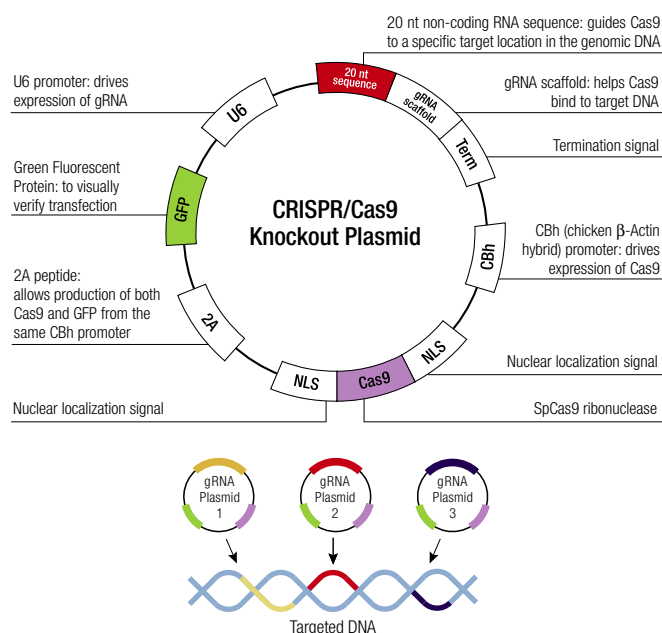 20 nt non-coding RNA sequence: guides Cas9
to a specific target location in the genomic DNA
U6 promoter: drives
expression of gRNA
20 nt
sequence
gRNA
scaffold
gRNA scaffold: helps Cas9
bind to target DNA
U6
Term
Termination signal
Green Fluorescent
Protein: to visually
verify transfection
GFP
CRISPR/Cas9
Knockout Plasmid
CBh
CBh (chicken β-Actin
hybrid) promoter: drives
expression of Cas9
2A peptide:
allows production of both
Cas9 and GFP from the
same CBh promoter
2A
NLS
Cas9
NLS
Nuclear localization signal
Nuclear localization signal
SpCas9 ribonuclease
gRNA
Plasmid
1
gRNA
Plasmid
2
gRNA
Plasmid
3
Targeted DNA